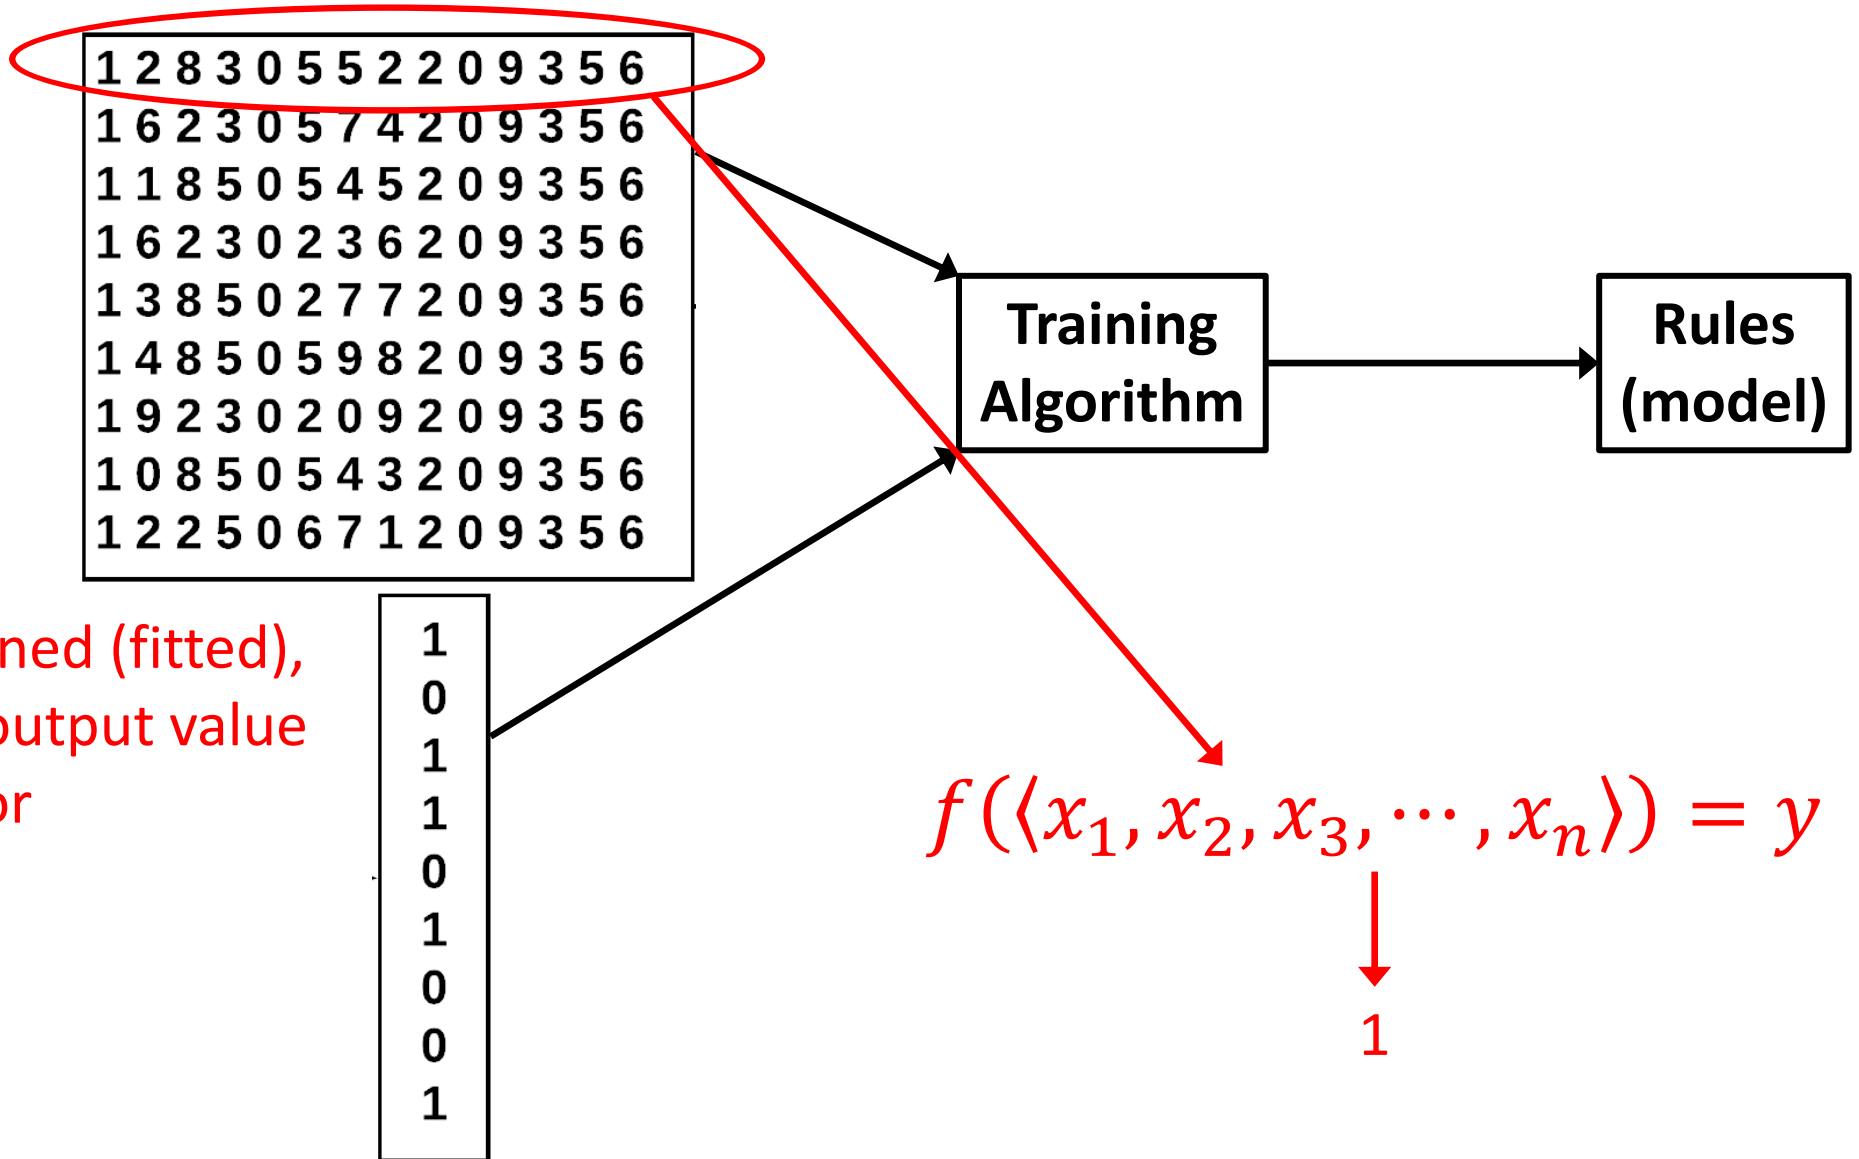 1 2 8 3 0 5 5 2 2 0 9 3 5 6
1 6 2 3 0 5 7 4 2 0 9 3 5 6
1 1 8 5 0 5 4 5 2 0 9 3 5 6
1 6 2 3 0 2 3 6 2 0 9 3 5 6
1 3 8 5 0 2 7 7 2 0 9 3 5 6
1 4 8 5 0 5 9 8 2 0 9 3 5 6
1 9 2 3 0 2 0 9 2 0 9 3 5 6
1 0 8 5 0 5 4 3 2 0 9 3 5 6
1 2 2 5 0 6 7 1 2 0 9 3 5 6
Training
Algorithm
Rules
(model)
ned (fitted),
output value
or
1
0
1
1
0
1
0
0
1
f(⟨x₁, x₂, x₃, ⋯ , xₙ⟩) = y
1